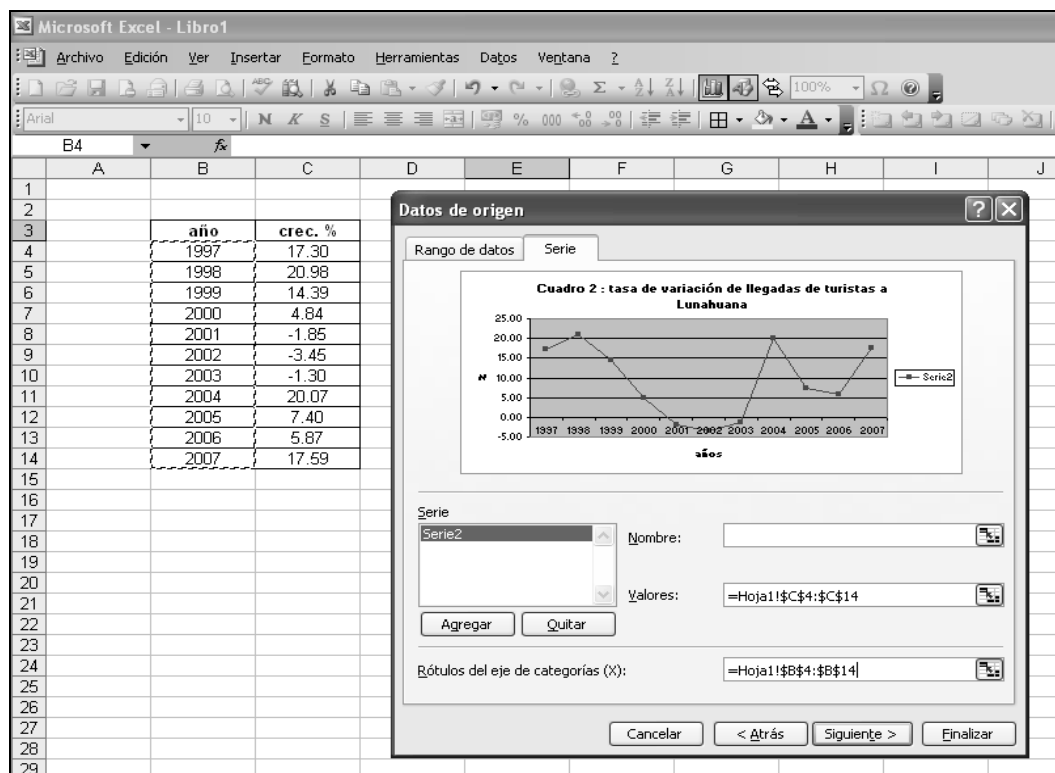 Microsoft Excel - Libro1
Archivo Edición Ver Insertar Formato Herramientas Datos Ventana ?
100%
Arial 10 N K S % 000
B4 fx
A B C D E F G H I J
1
2
3 año crec. %
4 1997 17.30
5 1998 20.98
6 1999 14.39
7 2000 4.84
8 2001 -1.85
9 2002 -3.45
10 2003 -1.30
11 2004 20.07
12 2005 7.40
13 2006 5.87
14 2007 17.59
15
16
17
18
19
20
21
22
23
24
25
26
27
28
29
Datos de origen
Rango de datos Serie
Cuadro 2 : tasa de variación de llegadas de turistas a
Lunahuana
25.00
20.00
15.00
10.00
5.00
0.00
-5.00
%
1997 1998 1999 2000 2001 2002 2003 2004 2005 2006 2007
años
Serie2
Serie
Serie2
Nombre:
Valores: =Hoja1!$C$4:$C$14
Agregar Quitar
Rótulos del eje de categorías (X): =Hoja1!$B$4:$B$14
Cancelar < Atrás Siguiente > Finalizar